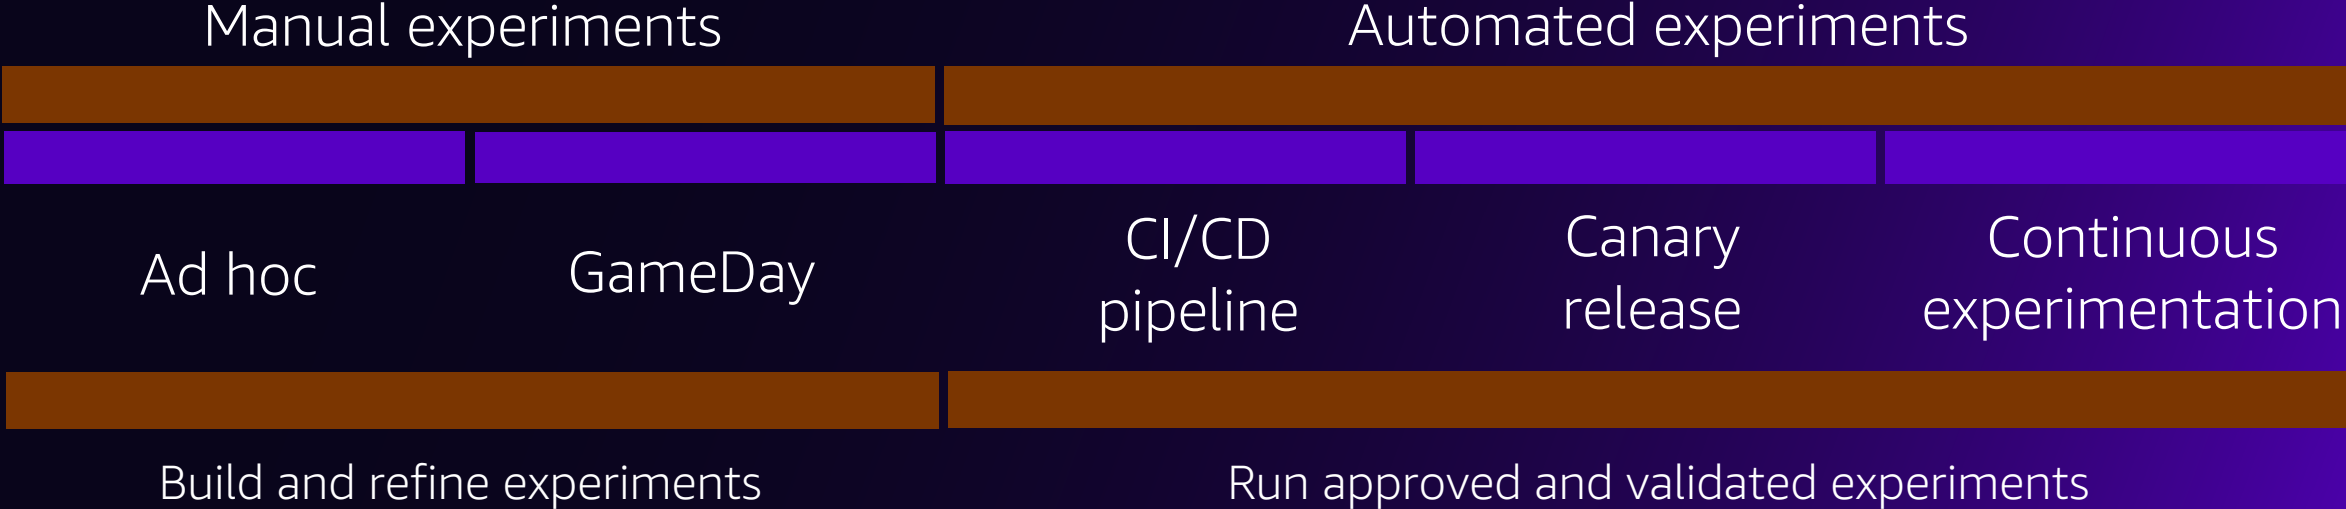 Manual experiments
Automated experiments
Ad hoc
GameDay
CI/CD
pipeline
Canary
release
Continuous
experimentation
Build and refine experiments
Run approved and validated experiments